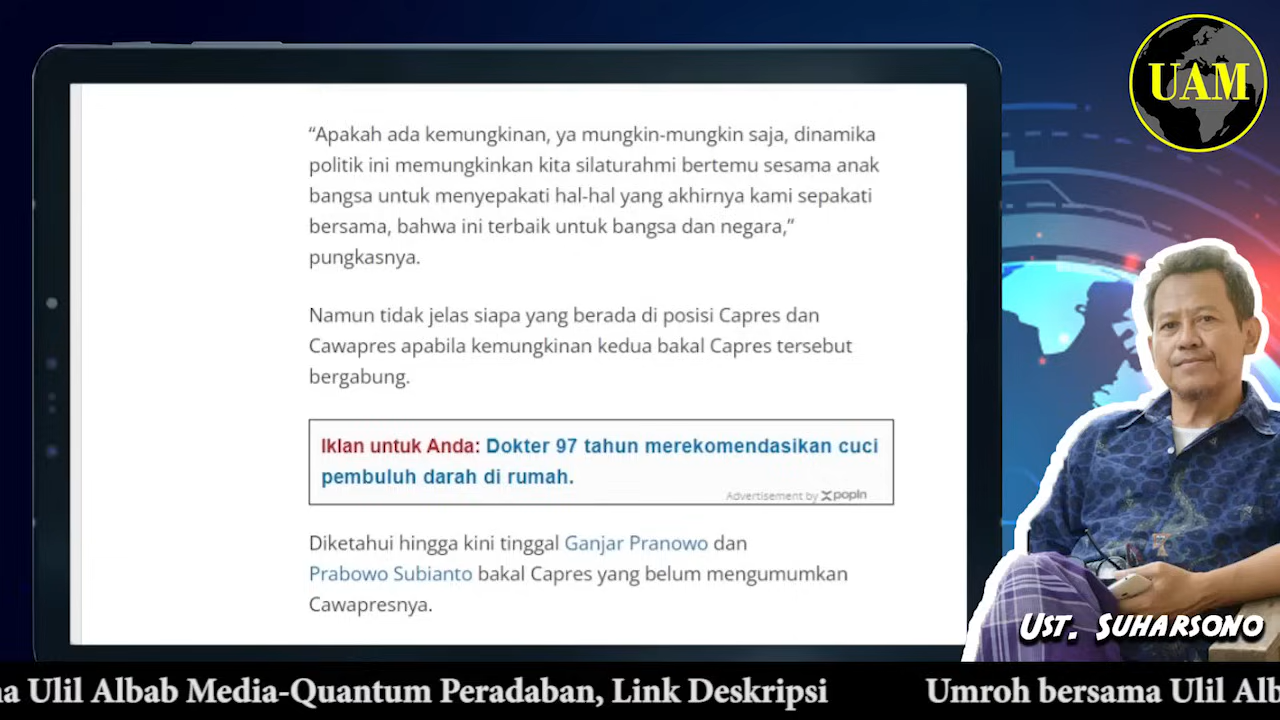 UAM
“Apakah ada kemungkinan, ya mungkin-mungkin saja, dinamika
politik ini memungkinkan kita silaturahmi bertemu sesama anak
bangsa untuk menyepakati hal-hal yang akhirnya kami sepakati
bersama, bahwa ini terbaik untuk bangsa dan negara,”
pungkasnya.
Namun tidak jelas siapa yang berada di posisi Capres dan
Cawapres apabila kemungkinan kedua bakal Capres tersebut
bergabung.
Iklan untuk Anda: Dokter 97 tahun merekomendasikan cuci
pembuluh darah di rumah.
Advertisement by popIn
Diketahui hingga kini tinggal Ganjar Pranowo dan
Prabowo Subianto bakal Capres yang belum mengumumkan
Cawapresnya.
Ust. Suharsono
na Ulil Albab Media-Quantum Peradaban, Link Deskripsi Umroh bersama Ulil Alb